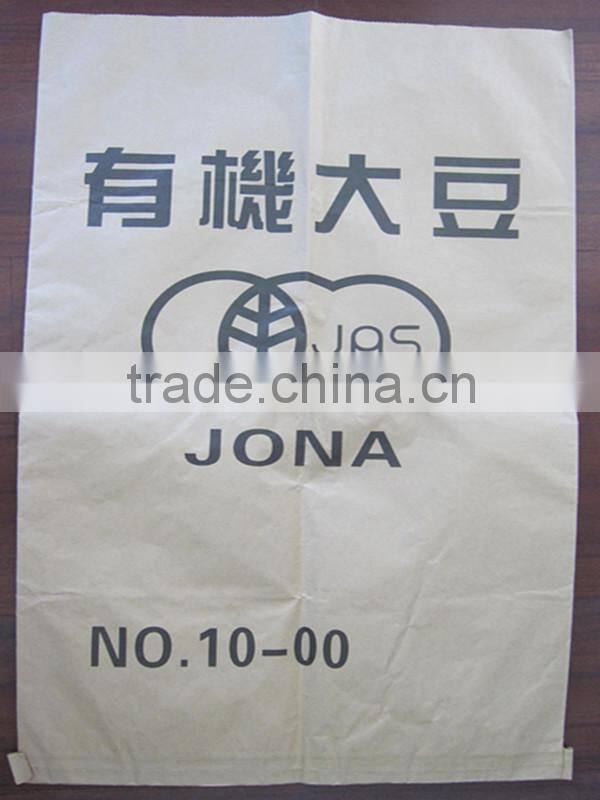 有機大豆
JAS
trade.china.cn
JONA
NO.10-00